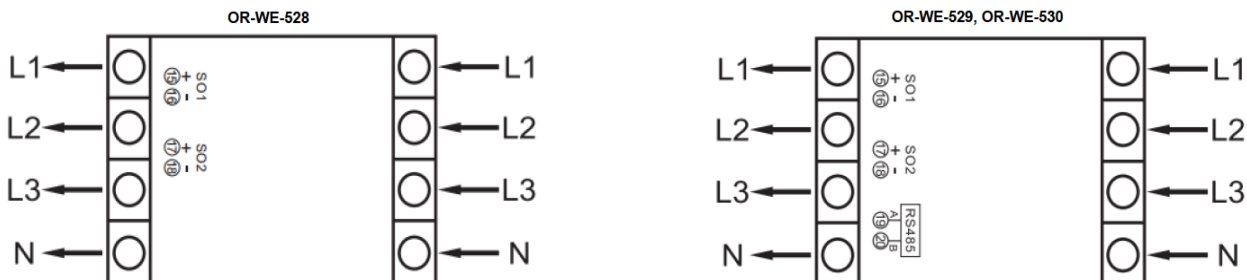 OR-WE-528
L1
15 + SO1
16 -
L1
L2
17 + SO2
18 -
L2
L3
L3
N
N
OR-WE-529, OR-WE-530
L1
15 + SO1
16 -
L1
L2
17 + SO2
18 -
L2
L3
L3
19 A RS485
20 B
N
N